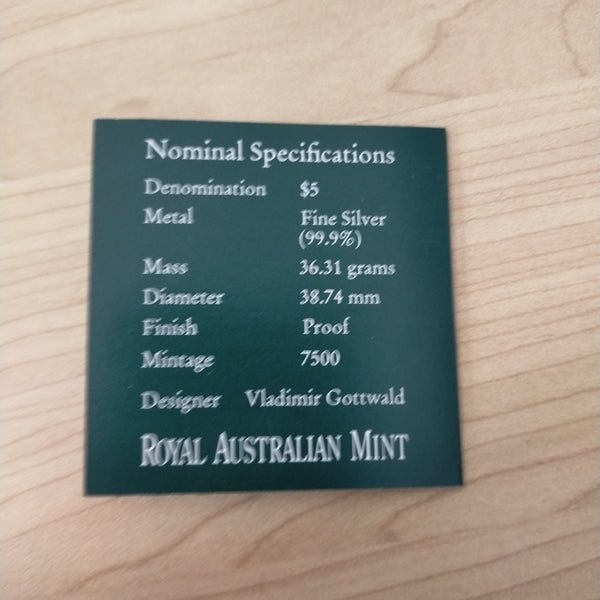 Nominal Specifications
Denomination $5
Metal Fine Silver
(99.9%)
Mass 36.31 grams
Diameter 38.74 mm
Finish Proof
Mintage 7500
Designer Vladimir Gottwald
ROYAL AUSTRALIAN MINT